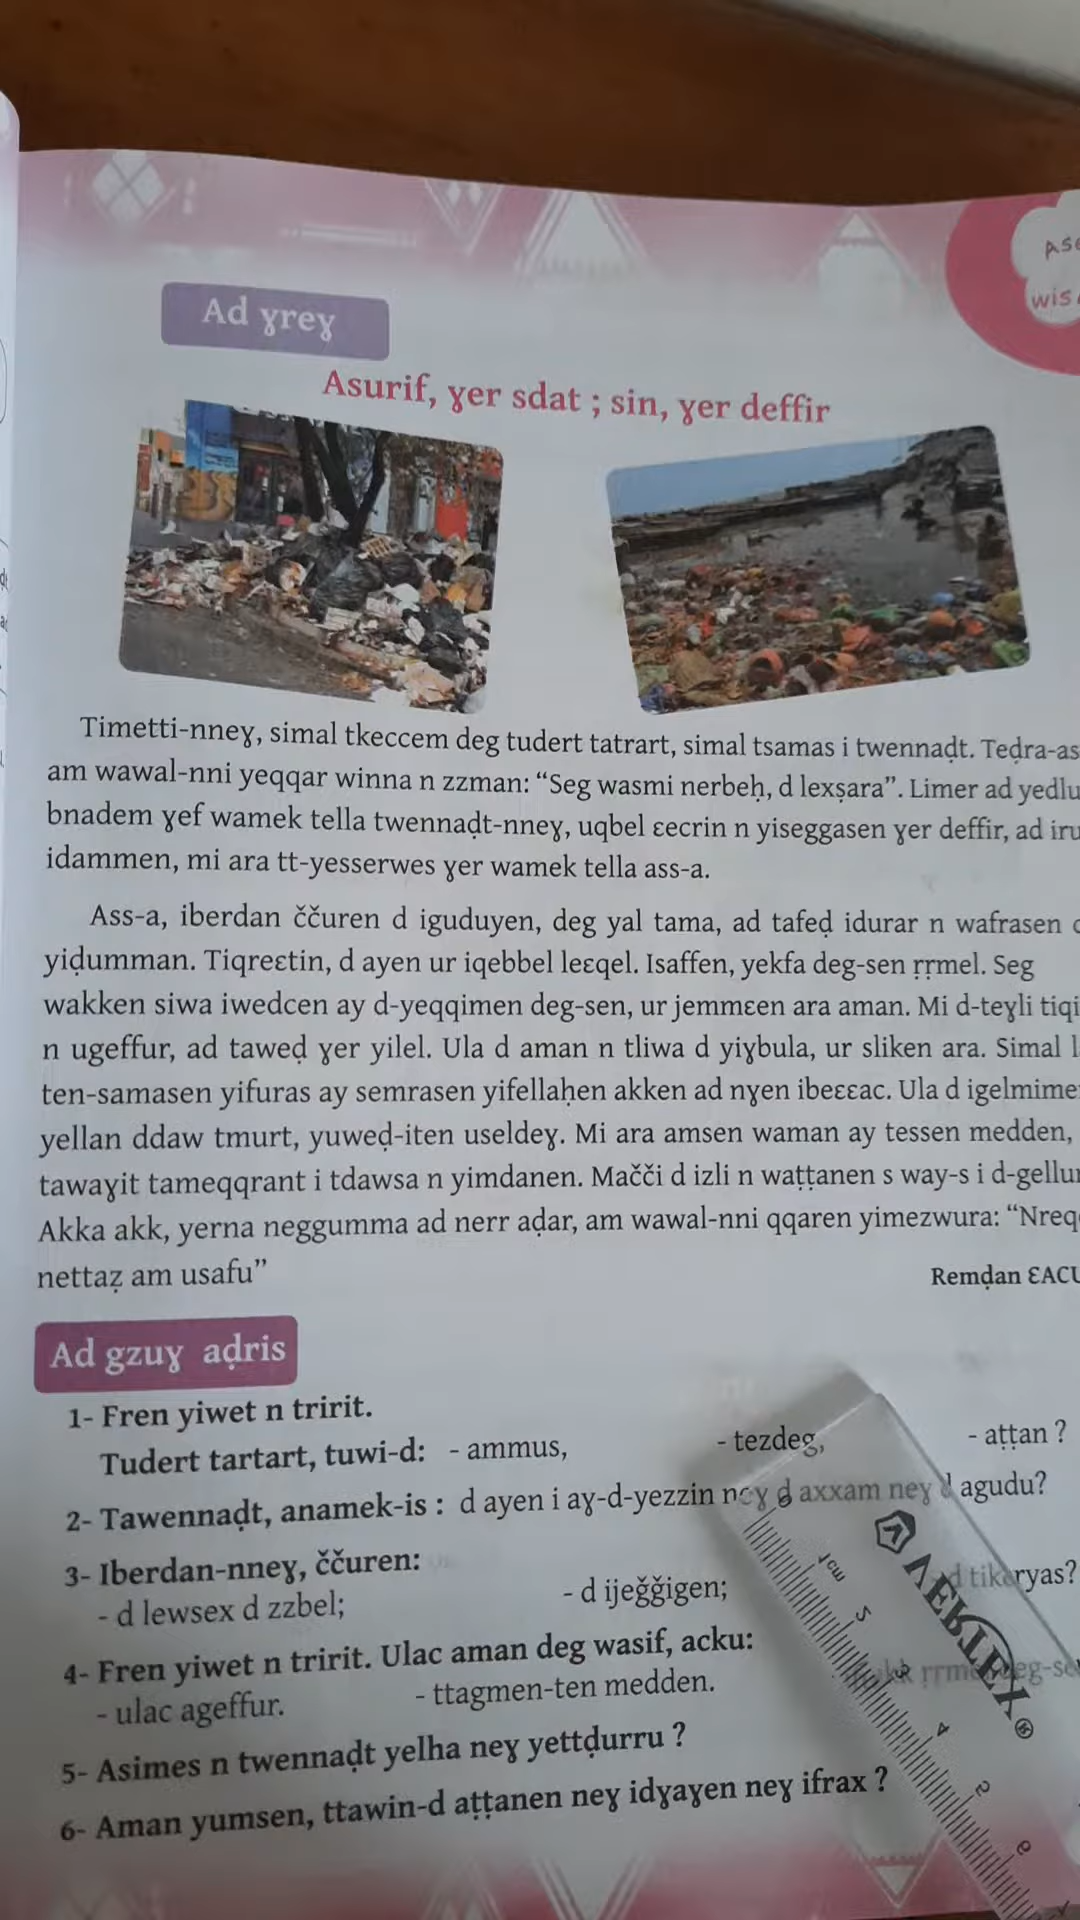 Ad ɣreɣ
wis
Asurif, ɣer sdat ; sin, ɣer deffir
Timetti-nneɣ, simal tkeccem deg tudert tatrart, simal tsamas i twennaḍt. Teḍra-as
am wawal-nni yeqqar winna n zzman: “Seg wasmi nerbeḥ, d lexṣara”. Limer ad yedlu
bnadem ɣef wamek tella twennaḍt-nneɣ, uqbel ɛecrin n yiseggasen ɣer deffir, ad iru
idammen, mi ara tt-yesserwes ɣer wamek tella ass-a.
Ass-a, iberdan ččuren d iguduyen, deg yal tama, ad tafeḍ idurar n wafrasen
yiḍumman. Tiqreɛtin, d ayen ur iqebbel leɛqel. Isaffen, yekfa deg-sen ṛṛmel. Seg
wakken siwa iwedcen ay d-yeqqimen deg-sen, ur jemmɛen ara aman. Mi d-teɣli tiqi
n ugeffur, ad taweḍ ɣer yilel. Ula d aman n tliwa d yiɣbula, ur sliken ara. Simal
ten-samasen yifuras ay semrasen yifellaḥen akken ad nɣen ibeɛɛac. Ula d igelmime
yellan ddaw tmurt, yuweḍ-iten useldeɣ. Mi ara amsen waman ay tessen medden,
tawaɣit tameqqrant i tdawsa n yimdanen. Mačči d izli n waṭṭanen s way-s i d-gellu
Akka akk, yerna neggumma ad nerr aḍar, am wawal-nni qqaren yimezwura: “Nreq
nettaẓ am usafu”
Remḍan ƐACU
Ad gzuɣ aḍris
1- Fren yiwet n tririt.
Tudert tartart, tuwi-d: - ammus, - tezdeg, - aṭṭan ?
2- Tawennaḍt, anamek-is : d ayen i aɣ-d-yezzin neɣ d axxam neɣ d agudu?
3- Iberdan-nneɣ, ččuren:
- d lewsex d zzbel; - d ijeǧǧigen; d tikeryas?
4- Fren yiwet n tririt. Ulac aman deg wasif, acku:
- ulac ageffur. - ttagmen-ten medden.
5- Asimes n twennaḍt yelha neɣ yettḍurru ?
6- Aman yumsen, ttawin-d aṭṭanen neɣ idɣaɣen neɣ ifrax ?
VERTEX®